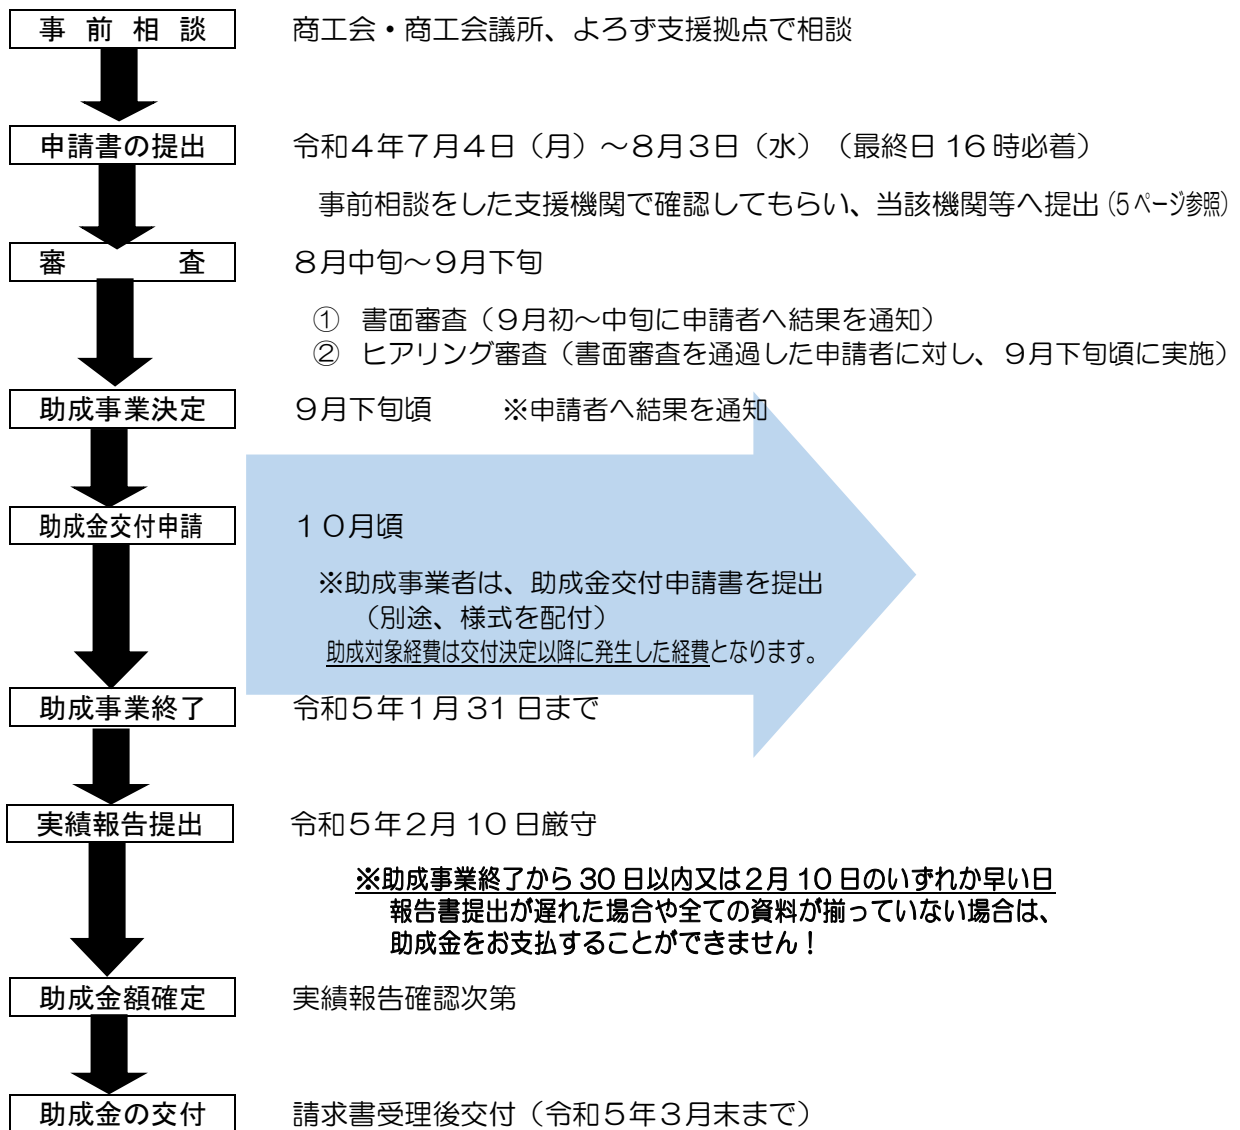 事前相談　商工会・商工会議所、よろず支援拠点で相談
申請書の提出　令和４年７月４日（月）～８月３日（水）（最終日 16 時必着）
事前相談をした支援機関で確認してもらい、当該機関等へ提出 (5 ページ参照)
審査　８月中旬～９月下旬
① 書面審査（９月初～中旬に申請者へ結果を通知）
② ヒアリング審査（書面審査を通過した申請者に対し、９月下旬頃に実施）
助成事業決定　９月下旬頃　※申請者へ結果を通知
助成金交付申請　１０月頃
※助成事業者は、助成金交付申請書を提出
（別途、様式を配付）
助成対象経費は交付決定以降に発生した経費となります。
助成事業終了　令和５年１月 31 日まで
実績報告提出　令和５年２月 10 日厳守
※助成事業終了から 30 日以内又は２月 10 日のいずれか早い日
報告書提出が遅れた場合や全ての資料が揃っていない場合は、
助成金をお支払することができません！
助成金額確定　実績報告確認次第
助成金の交付　請求書受理後交付（令和５年３月末まで）